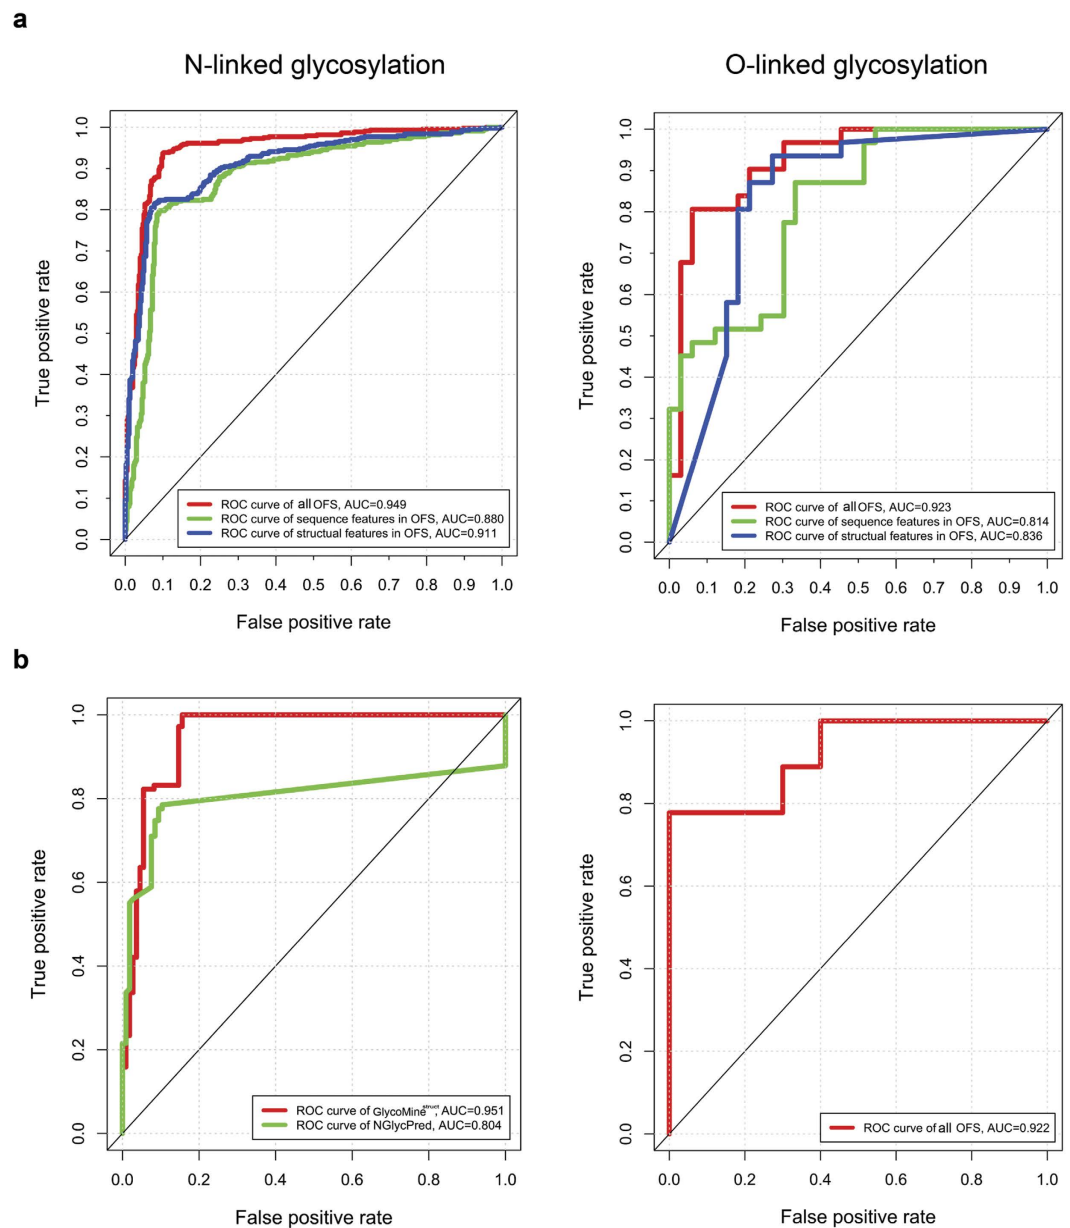 a
N-linked glycosylation
O-linked glycosylation
True positive rate
1.0
0.9
0.8
0.7
0.6
0.5
0.4
0.3
0.2
0.1
0.0
ROC curve of all OFS, AUC=0.949
ROC curve of sequence features in OFS, AUC=0.880
ROC curve of structual features in OFS, AUC=0.911
0.0 0.1 0.2 0.3 0.4 0.5 0.6 0.7 0.8 0.9 1.0
False positive rate
True positive rate
1.0
0.9
0.8
0.7
0.6
0.5
0.4
0.3
0.2
0.1
0.0
ROC curve of all OFS, AUC=0.923
ROC curve of sequence features in OFS, AUC=0.814
ROC curve of structual features in OFS, AUC=0.836
0.0 0.1 0.2 0.3 0.4 0.5 0.6 0.7 0.8 0.9 1.0
False positive rate
b
True positive rate
1.0
0.8
0.6
0.4
0.2
0.0
ROC curve of GlycoMinestruct, AUC=0.951
ROC curve of NGlycPred, AUC=0.804
0.0 0.2 0.4 0.6 0.8 1.0
False positive rate
True positive rate
1.0
0.8
0.6
0.4
0.2
0.0
ROC curve of all OFS, AUC=0.922
0.0 0.2 0.4 0.6 0.8 1.0
False positive rate